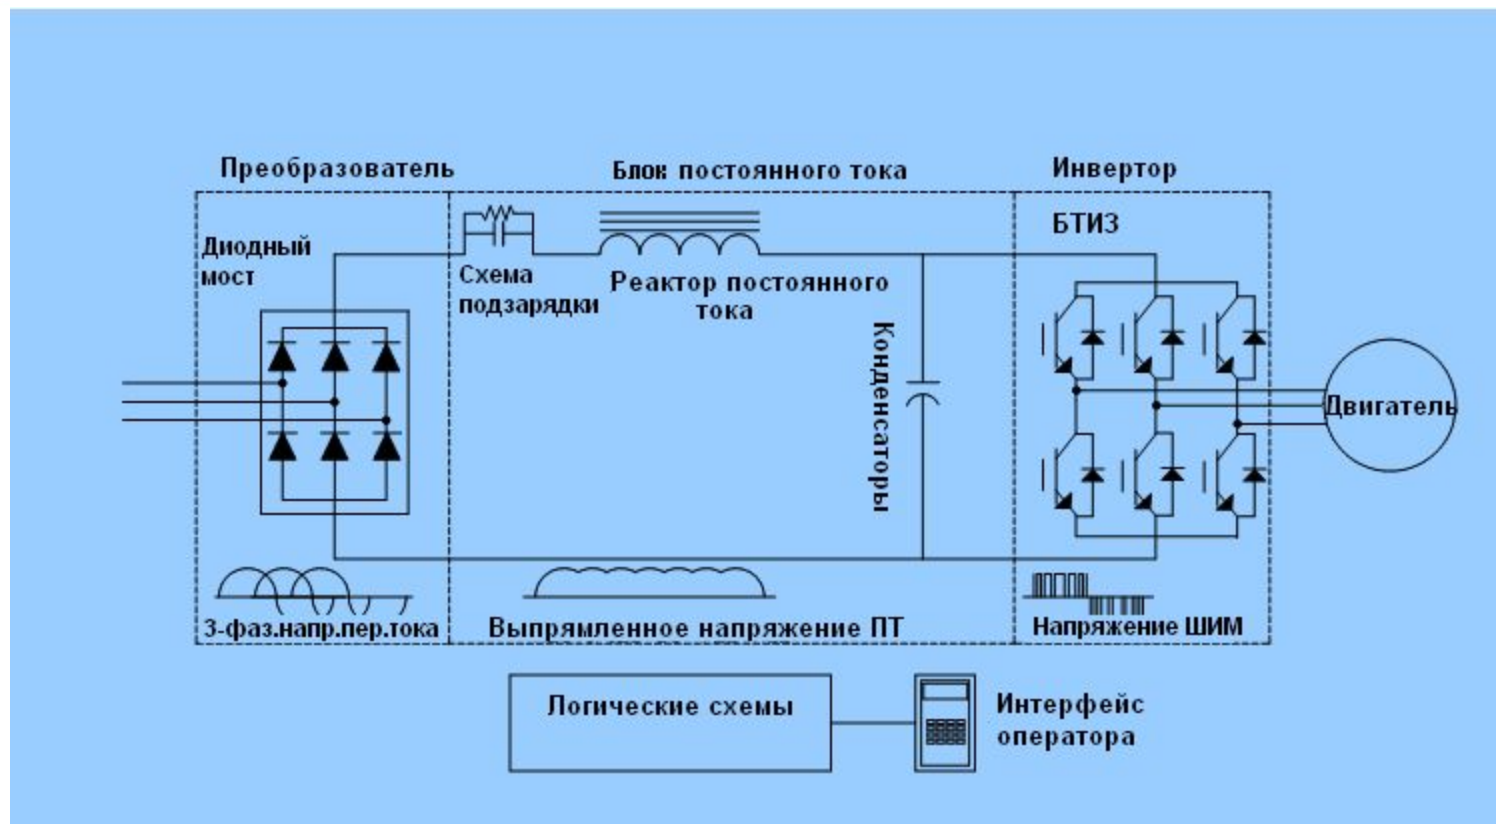 Преобразователь
Блок постоянного тока
Инвертор
БТИЗ
Диодный
мост
Схема
подзарядки
Реактор постоянного
тока
Конденсаторы
Двигатель
3-фаз.напр.пер.тока
Выпрямленное напряжение ПТ
Напряжение ШИМ
Логические схемы
Интерфейс
оператора